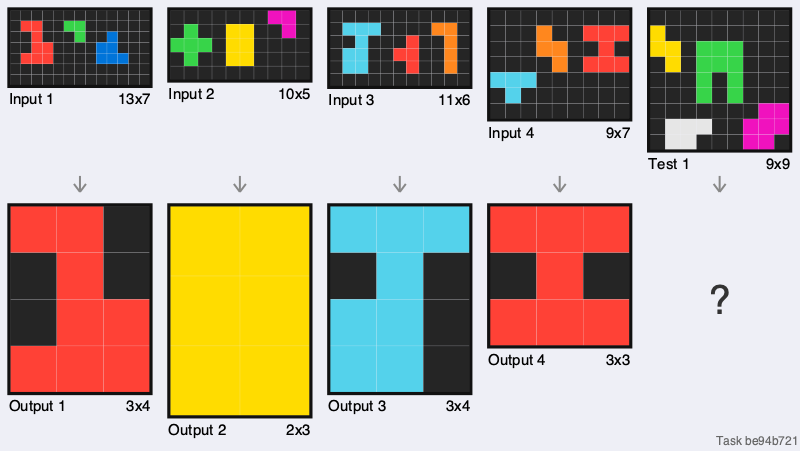 Input 1 13x7
Input 2 10x5
Input 3 11x6
Input 4 9x7
Test 1 9x9
?
Output 1 3x4
Output 2 2x3
Output 3 3x4
Output 4 3x3
Task be94b721